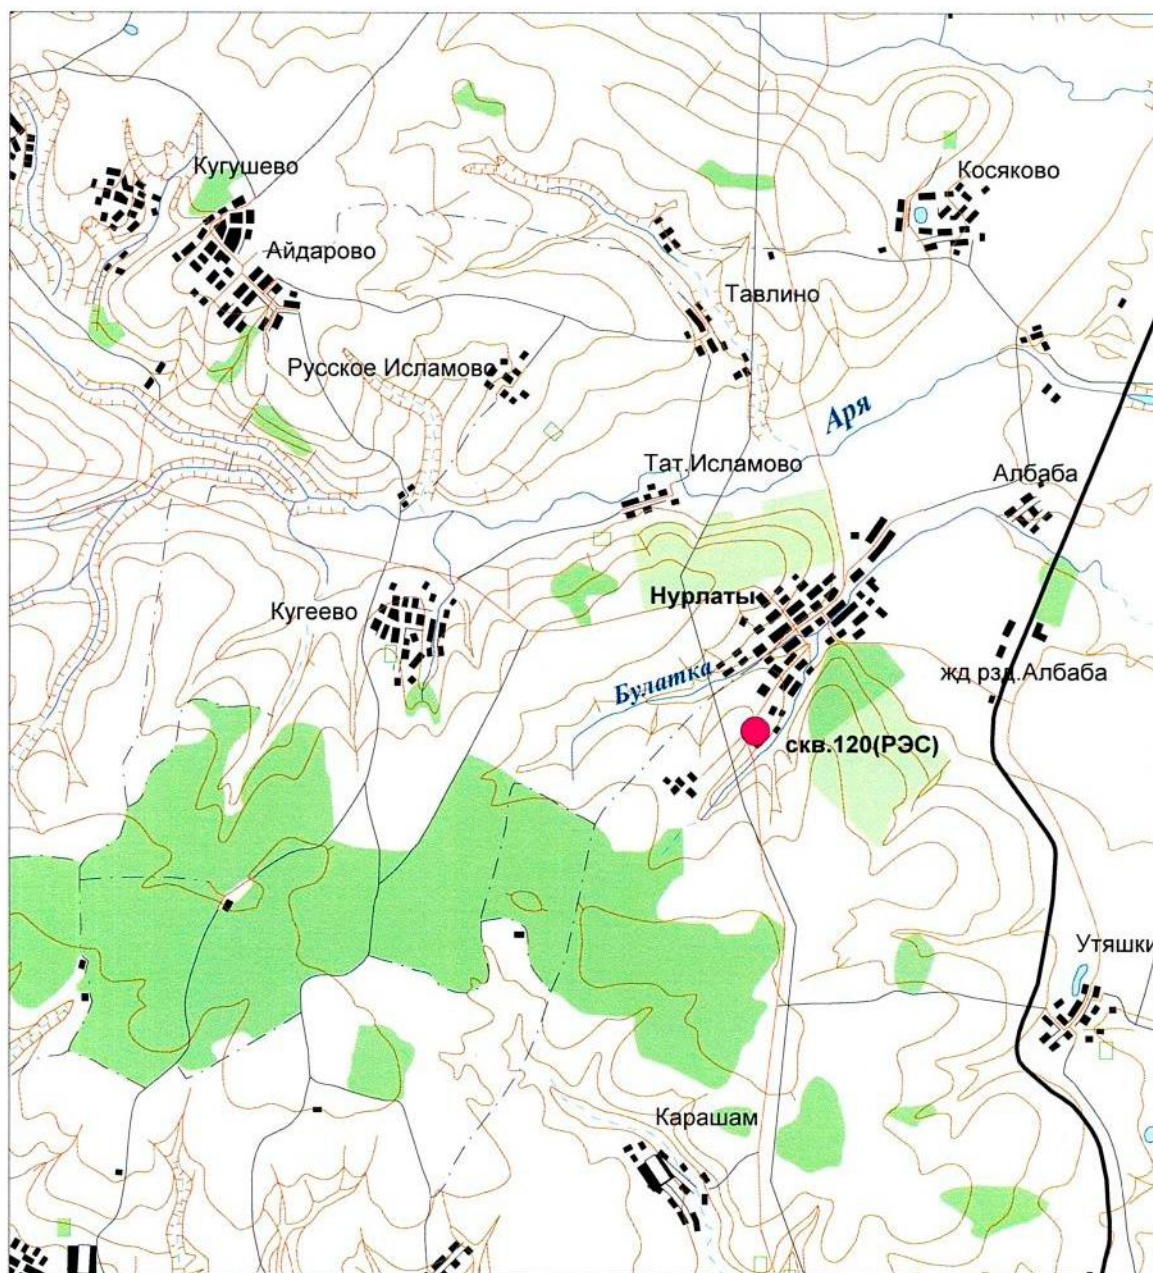 Кугушево
Косяково
Айдарово
Тавлино
Русское Исламово
Аря
Тат.Исламово
Албаба
Нурлаты
Кугеево
Булатка
жд рзд.Албаба
скв.120(РЭС)
Утяшки
Карашам